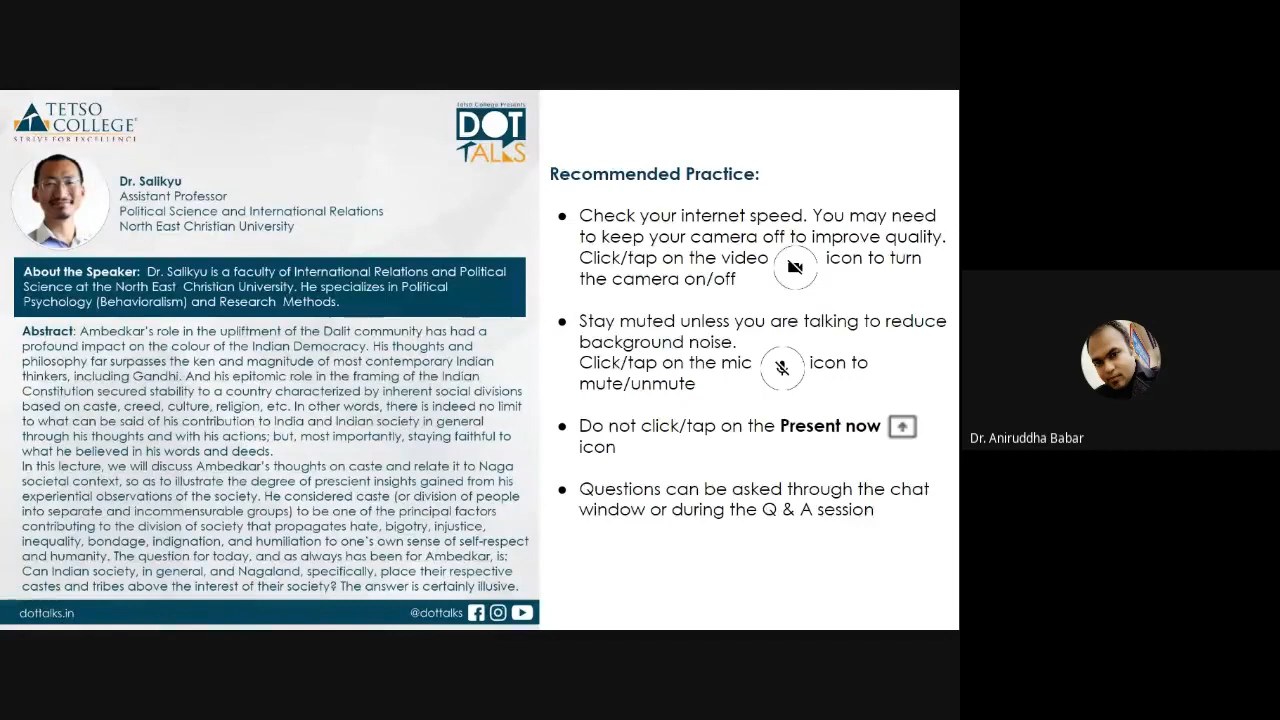 TETSO
COLLEGE
STRIVE FOR EXCELLENCE
Tetso College Presents
DOT
TALKS
Dr. Salikyu
Assistant Professor
Political Science and International Relations
North East Christian University
About the Speaker: Dr. Salikyu is a faculty of International Relations and Political
Science at the North East Christian University. He specializes in Political
Psychology (Behavioralism) and Research Methods.
Abstract: Ambedkar's role in the upliftment of the Dalit community has had a
profound impact on the colour of the Indian Democracy. His thoughts and
philosophy far surpasses the ken and magnitude of most contemporary Indian
thinkers, including Gandhi. And his epitomic role in the framing of the Indian
Constitution secured stability to a country characterized by inherent social divisions
based on caste, creed, culture, religion, etc. In other words, there is indeed no limit
to what can be said of his contribution to India and Indian society in general
through his thoughts and with his actions; but, most importantly, staying faithful to
what he believed in his words and deeds.
In this lecture, we will discuss Ambedkar's thoughts on caste and relate it to Naga
societal context, so as to illustrate the degree of prescient insights gained from his
experiential observations of the society. He considered caste (or division of people
into separate and incommensurable groups) to be one of the principal factors
contributing to the division of society that propagates hate, bigotry, injustice,
inequality, bondage, indignation, and humiliation to one's own sense of self-respect
and humanity. The question for today, and as always has been for Ambedkar, is:
Can Indian society, in general, and Nagaland, specifically, place their respective
castes and tribes above the interest of their society? The answer is certainly illusive.
dottalks.in
@dottalks
Recommended Practice:
• Check your internet speed. You may need
to keep your camera off to improve quality.
Click/tap on the video icon to turn
the camera on/off
• Stay muted unless you are talking to reduce
background noise.
Click/tap on the mic icon to
mute/unmute
• Do not click/tap on the Present now
icon
• Questions can be asked through the chat
window or during the Q & A session
Dr. Aniruddha Babar